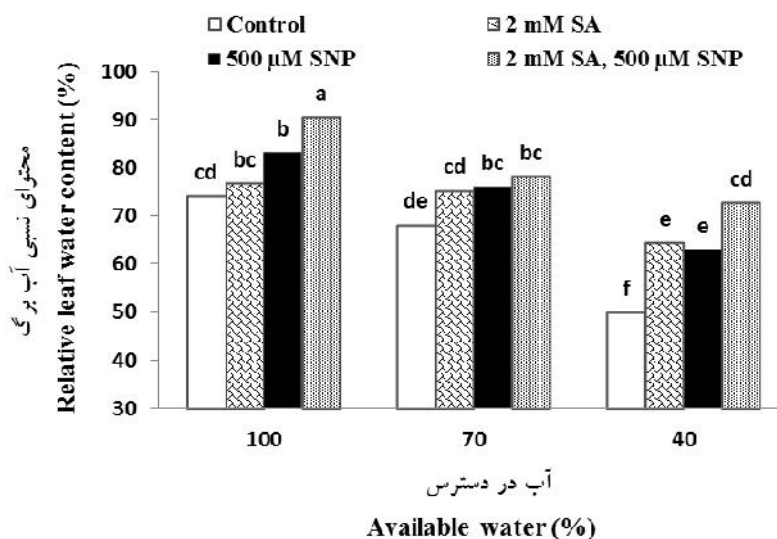 Control
2 mM SA
500 µM SNP
2 mM SA, 500 µM SNP
محتوای نسبی آب برگ
Relative leaf water content (%)
100
90
80
70
60
50
40
30
cd bc b a
de cd bc bc
f e e cd
100 70 40
آب در دسترس
Available water (%)